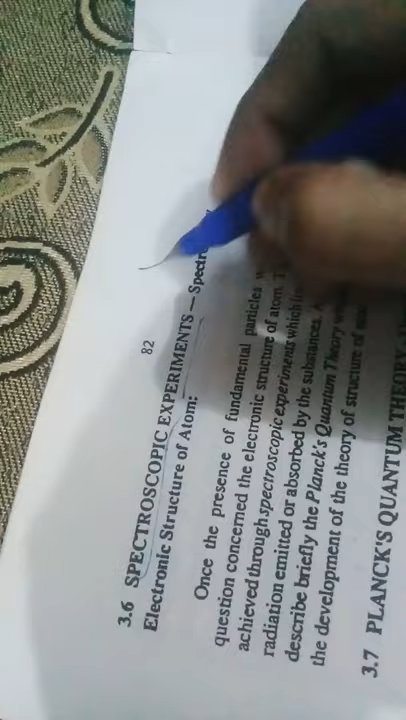 82
3.6 SPECTROSCOPIC EXPERIMENTS — Spectr
Electronic Structure of Atom:
Once the presence of fundamental particles
question concerned the electronic structure of atom.
achieved through spectroscopic experiments which
radiation emitted or absorbed by the substances.
describe briefly the Planck's Quantum Theory
the development of the theory of structure of
3.7 PLANCK'S QUANTUM THEORY